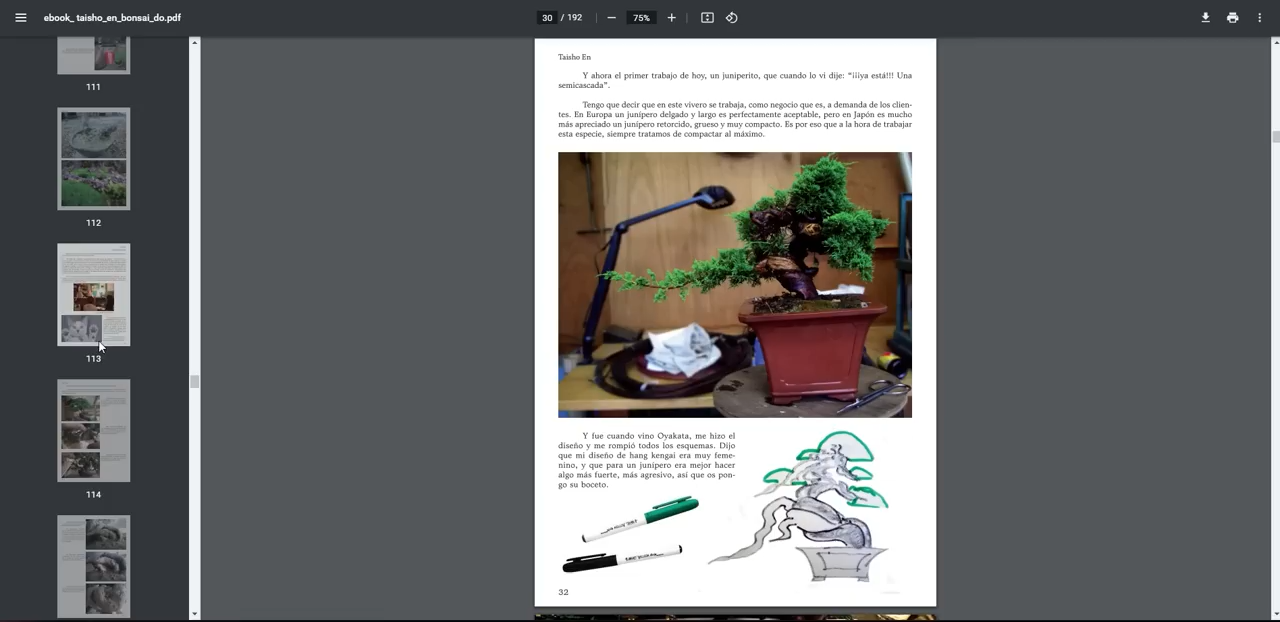 ebook_ taisho_en_bonsai_do.pdf
30 / 192
75%
111
112
113
114
Taisho En
Y ahora el primer trabajo de hoy, un juniperito, que cuando lo vi dije: “¡¡¡ya está!!! Una
semicascada”.
Tengo que decir que en este vivero se trabaja, como negocio que es, a demanda de los clien-
tes. En Europa un junípero delgado y largo es perfectamente aceptable, pero en Japón es mucho
más apreciado un junípero retorcido, grueso y muy compacto. Es por eso que a la hora de trabajar
esta especie, siempre tratamos de compactar al máximo.
Y fue cuando vino Oyakata, me hizo el
diseño y me rompió todos los esquemas. Dijo
que mi diseño de hang kengai era muy feme-
nino, y que para un junípero era mejor hacer
algo más fuerte, más agresivo, asi que os pon-
go su boceto.
32